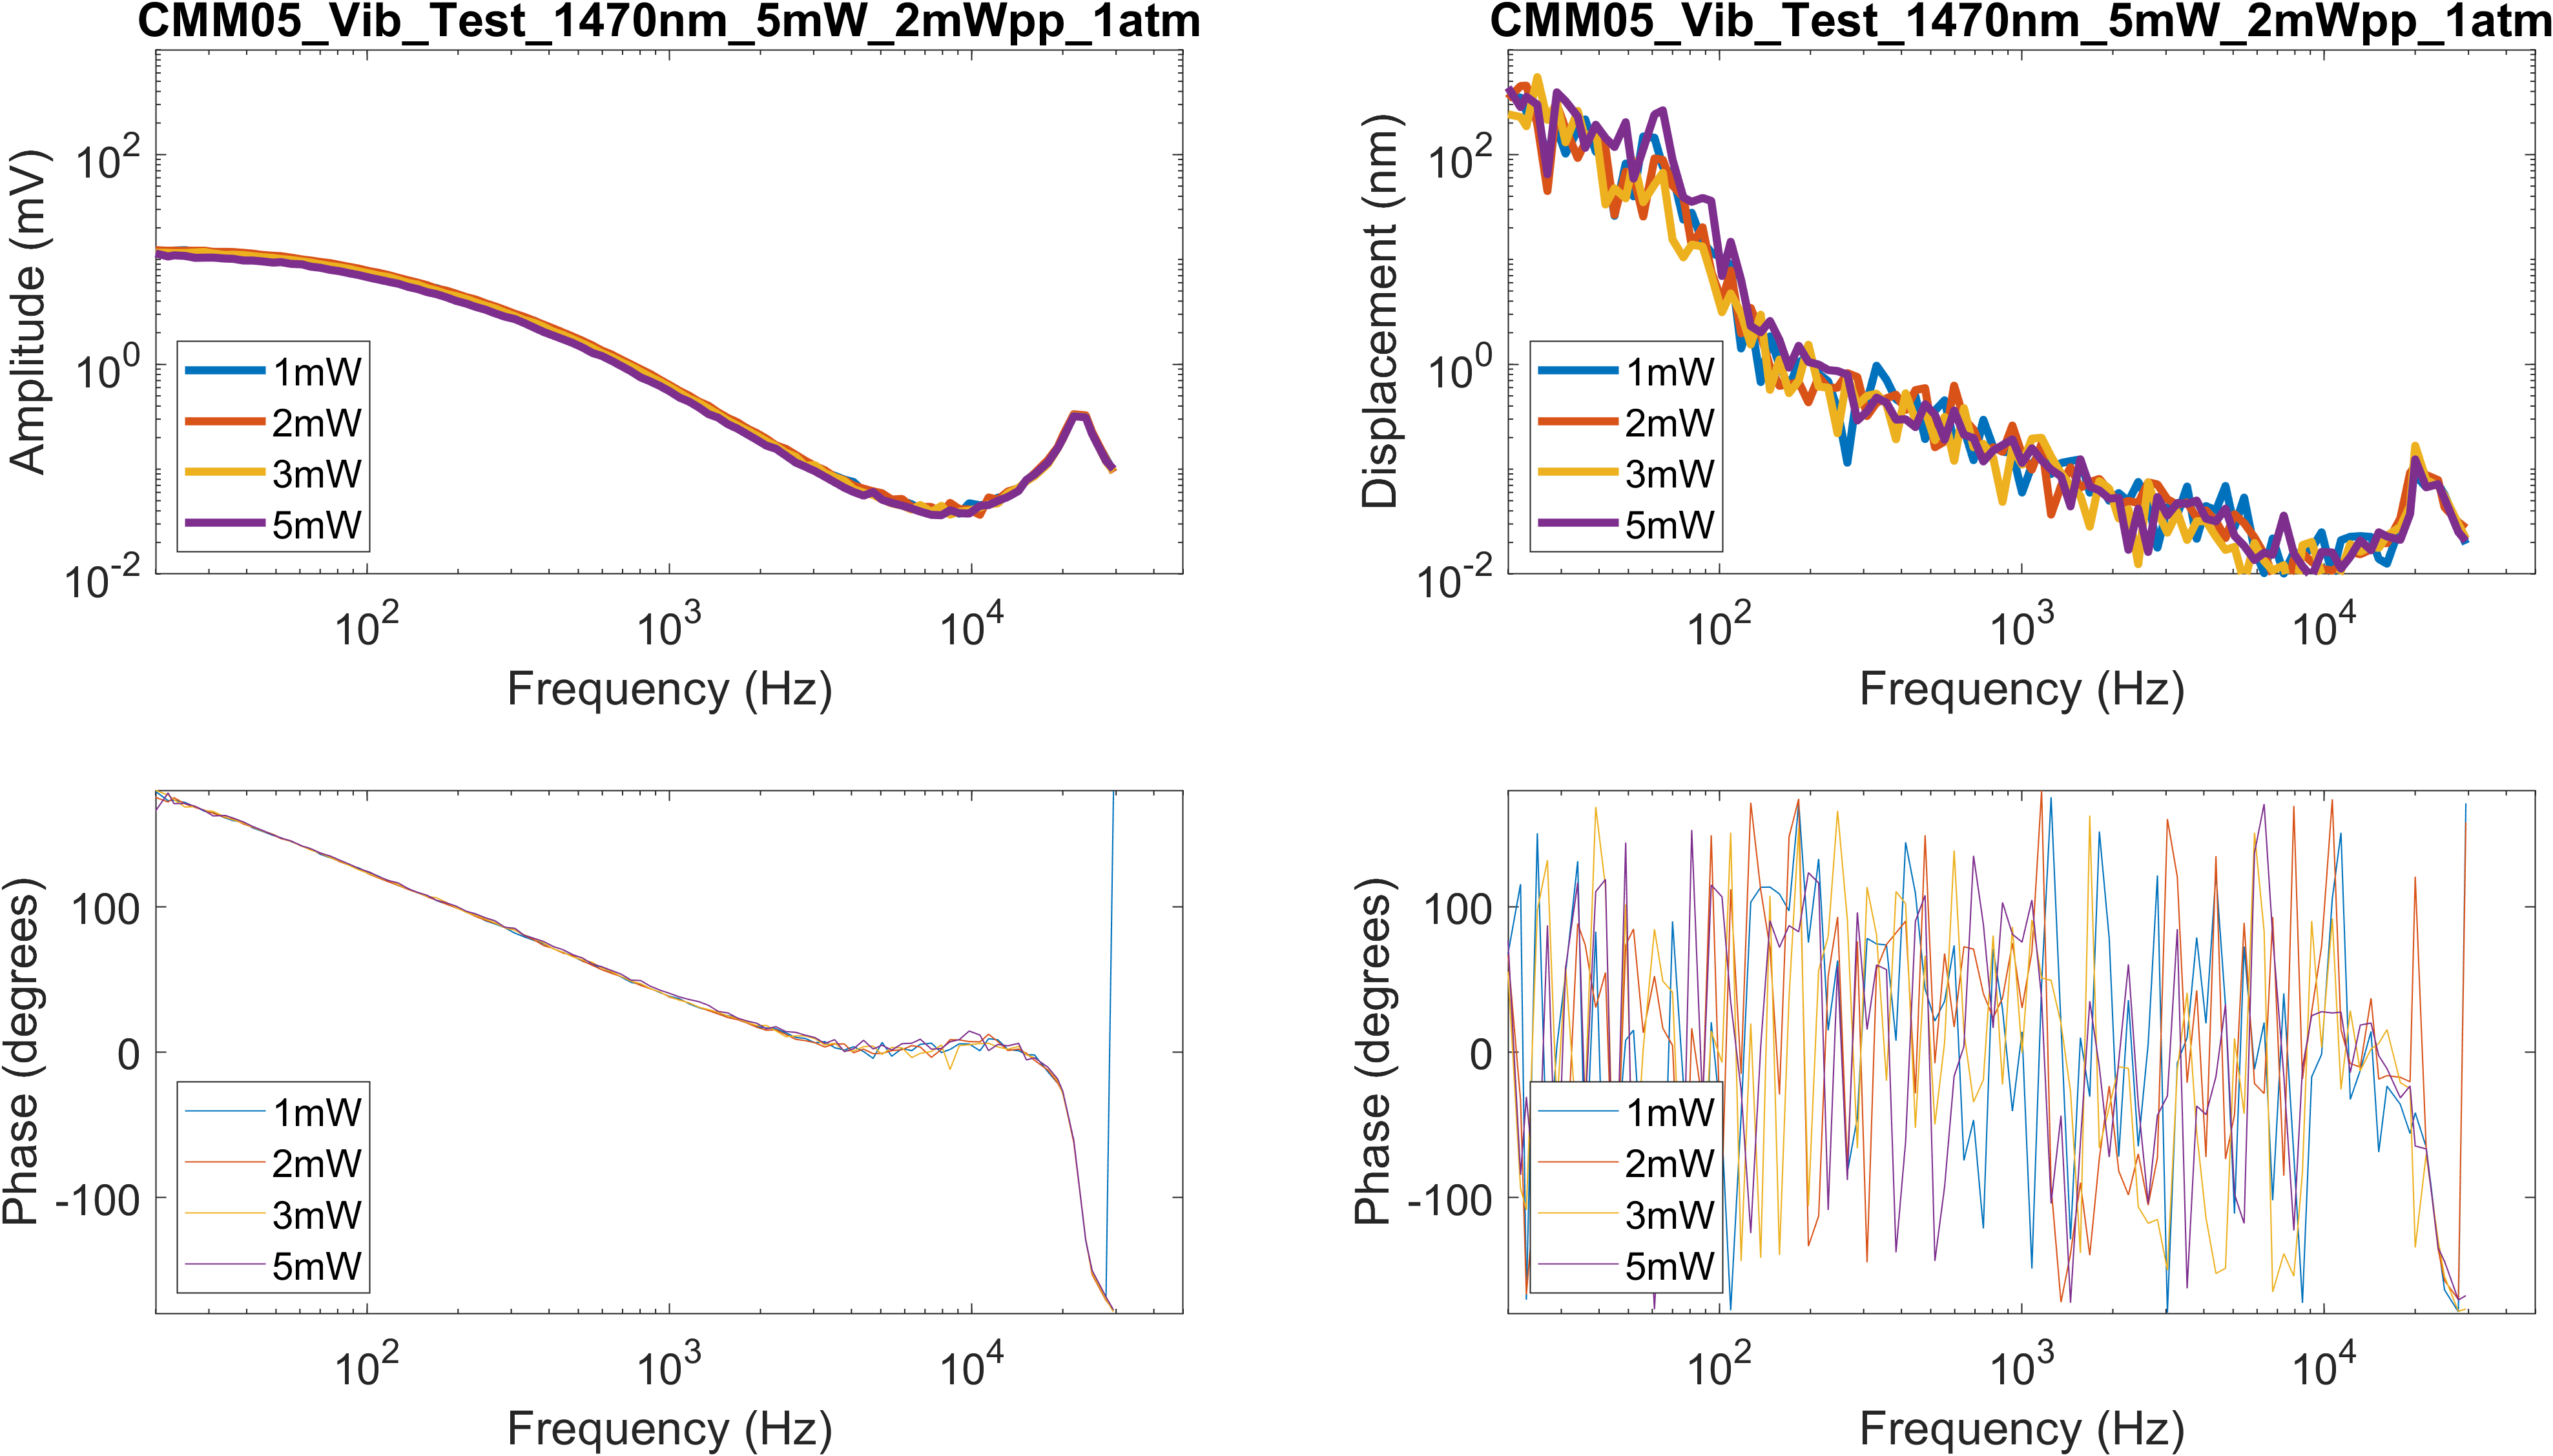 CMM05_Vib_Test_1470nm_5mW_2mWpp_1atm
Amplitude (mV)
10^2
10^0
10^-2
1mW
2mW
3mW
5mW
10^2
10^3
10^4
Frequency (Hz)
CMM05_Vib_Test_1470nm_5mW_2mWpp_1atm
Displacement (nm)
10^2
10^0
10^-2
1mW
2mW
3mW
5mW
10^2
10^3
10^4
Frequency (Hz)
Phase (degrees)
100
0
-100
1mW
2mW
3mW
5mW
10^2
10^3
10^4
Frequency (Hz)
Phase (degrees)
100
0
-100
1mW
2mW
3mW
5mW
10^2
10^3
10^4
Frequency (Hz)